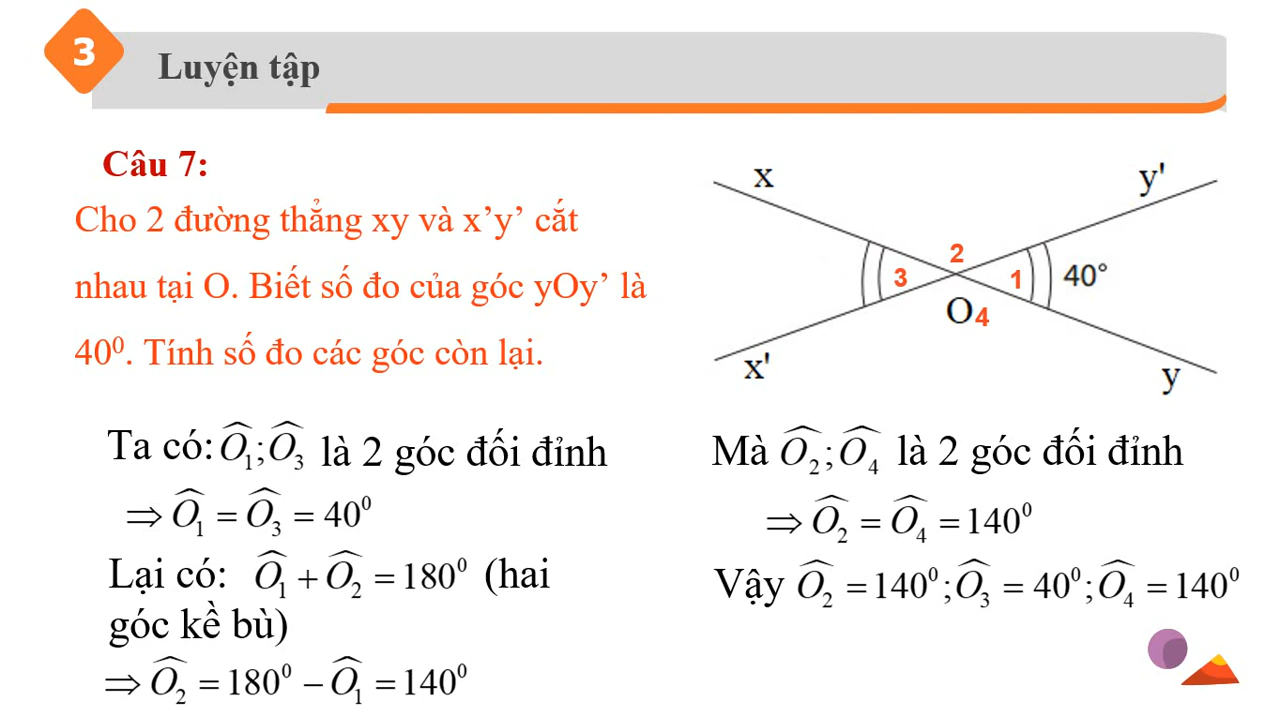 3
Luyện tập
Câu 7:
Cho 2 đường thẳng xy và x’y’ cắt
nhau tại O. Biết số đo của góc yOy’ là
40⁰. Tính số đo các góc còn lại.
x
y'
2
3
1
40°
O
4
x'
y
Ta có: Ô₁; Ô₃ là 2 góc đối đỉnh
⇒ Ô₁ = Ô₃ = 40⁰
Lại có: Ô₁ + Ô₂ = 180⁰ (hai
góc kề bù)
⇒ Ô₂ = 180⁰ − Ô₁ = 140⁰
Mà Ô₂; Ô₄ là 2 góc đối đỉnh
⇒ Ô₂ = Ô₄ = 140⁰
Vậy Ô₂ = 140⁰; Ô₃ = 40⁰; Ô₄ = 140⁰